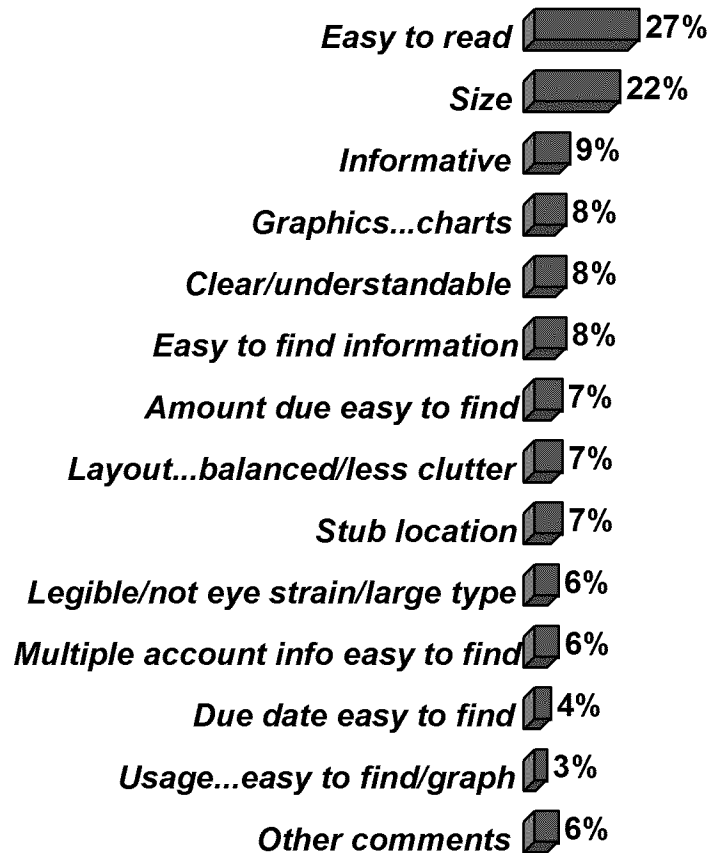 Easy to read 27%
Size 22%
Informative 9%
Graphics...charts 8%
Clear/understandable 8%
Easy to find information 8%
Amount due easy to find 7%
Layout...balanced/less clutter 7%
Stub location 7%
Legible/not eye strain/large type 6%
Multiple account info easy to find 6%
Due date easy to find 4%
Usage...easy to find/graph 3%
Other comments 6%